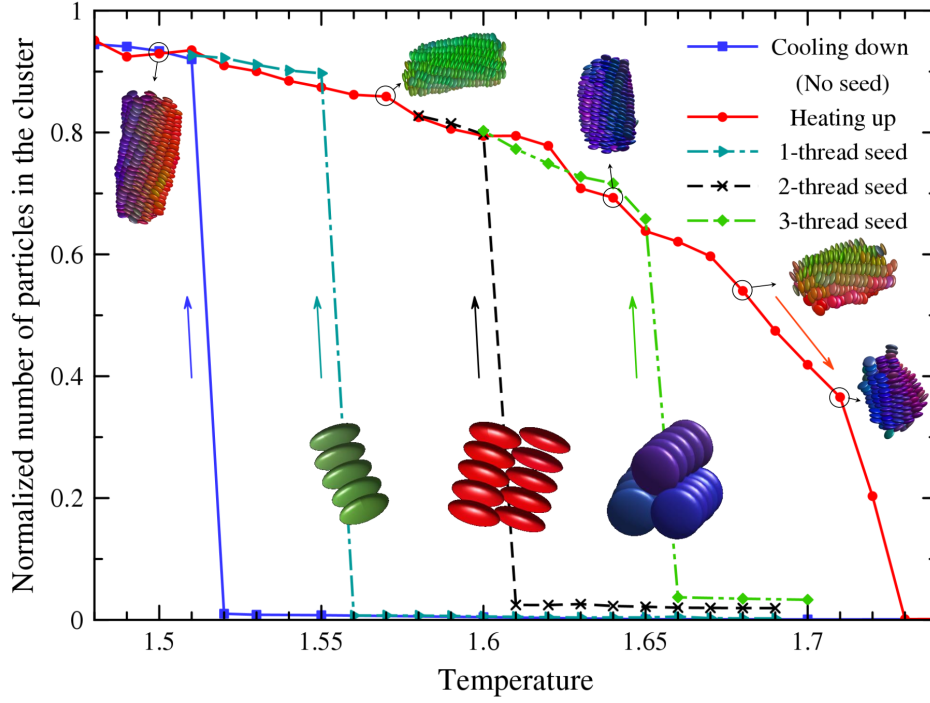 Normalized number of particles in the cluster
1
0.8
0.6
0.4
0.2
0
1.5
1.55
1.6
1.65
1.7
Temperature
Cooling down
(No seed)
Heating up
1-thread seed
2-thread seed
3-thread seed